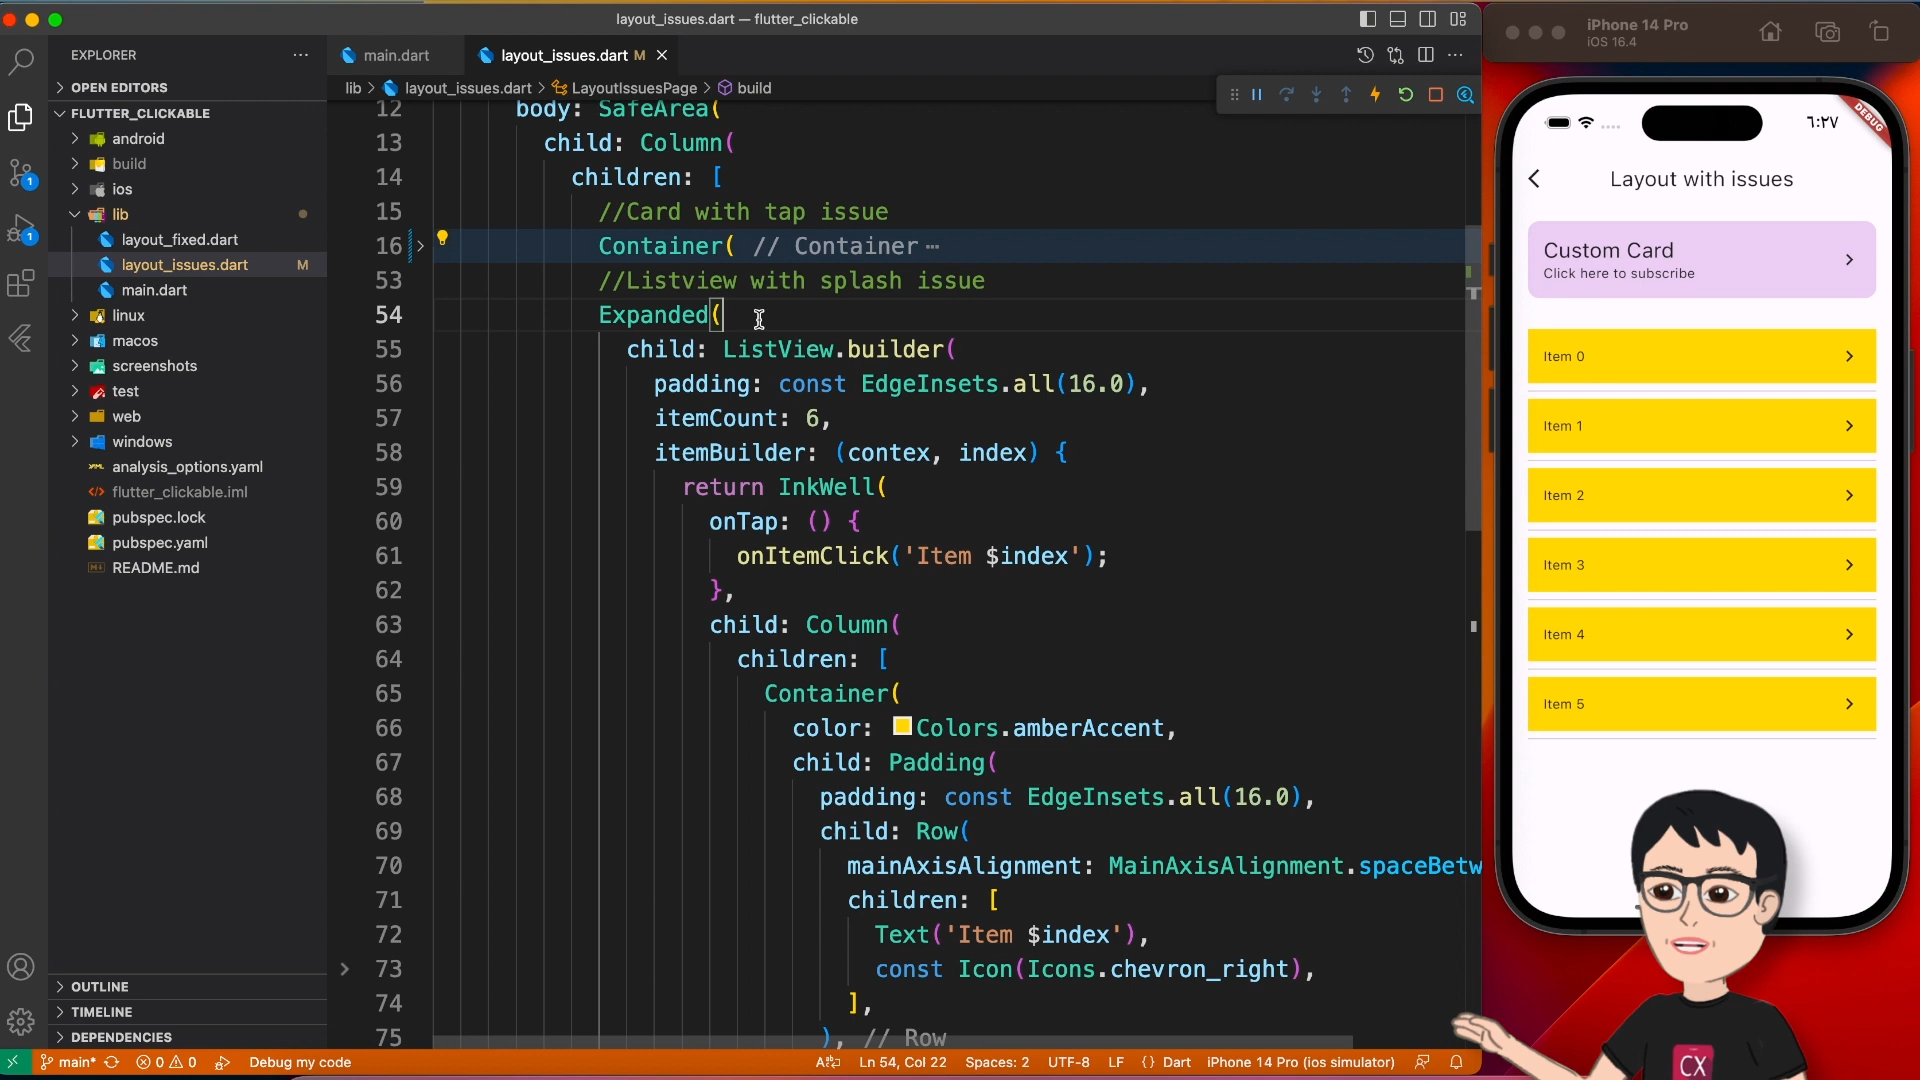 layout_issues.dart — flutter_clickable
EXPLORER
OPEN EDITORS
FLUTTER_CLICKABLE
android
build
ios
lib
layout_fixed.dart
layout_issues.dart M
main.dart
linux
macos
screenshots
test
web
windows
analysis_options.yaml
flutter_clickable.iml
pubspec.lock
pubspec.yaml
README.md
OUTLINE
TIMELINE
DEPENDENCIES
1
1
main.dart
layout_issues.dart M
lib > layout_issues.dart > LayoutIssuesPage > build
12 body: SafeArea(
13 child: Column(
14 children: [
15 //Card with tap issue
16 Container( // Container ⋯
53 //Listview with splash issue
54 Expanded(
55 child: ListView.builder(
56 padding: const EdgeInsets.all(16.0),
57 itemCount: 6,
58 itemBuilder: (contex, index) {
59 return InkWell(
60 onTap: () {
61 onItemClick('Item $index');
62 },
63 child: Column(
64 children: [
65 Container(
66 color: Colors.amberAccent,
67 child: Padding(
68 padding: const EdgeInsets.all(16.0),
69 child: Row(
70 mainAxisAlignment: MainAxisAlignment.spaceBetw
71 children: [
72 Text('Item $index'),
73 const Icon(Icons.chevron_right),
74 ],
75 ), // Row
main* 0 0 Debug my code Ln 54, Col 22 Spaces: 2 UTF-8 LF {} Dart iPhone 14 Pro (ios simulator)
iPhone 14 Pro
iOS 16.4
٦:٢٧
DEBUG
Layout with issues
Custom Card
Click here to subscribe
Item 0
Item 1
Item 2
Item 3
Item 4
Item 5
CX